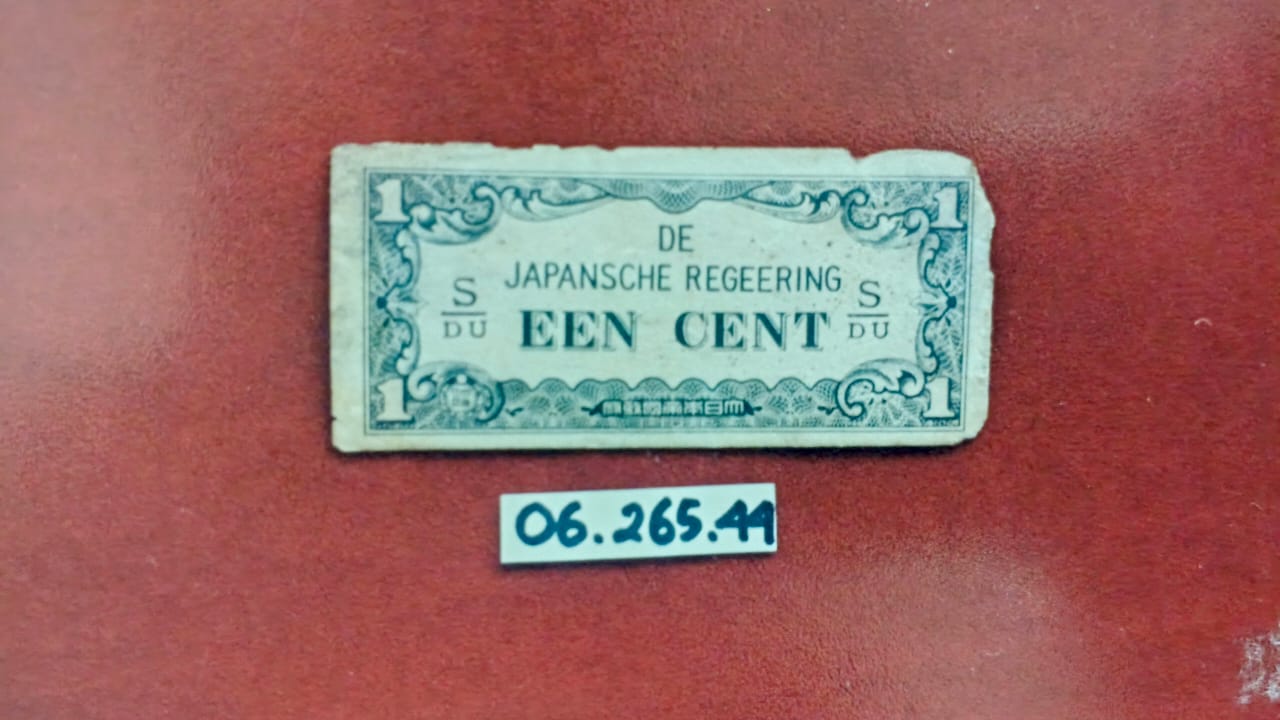 1 1
DE
JAPANSCHE REGEERING
S
DU
EEN CENT
S
DU
1 1
06.265.44